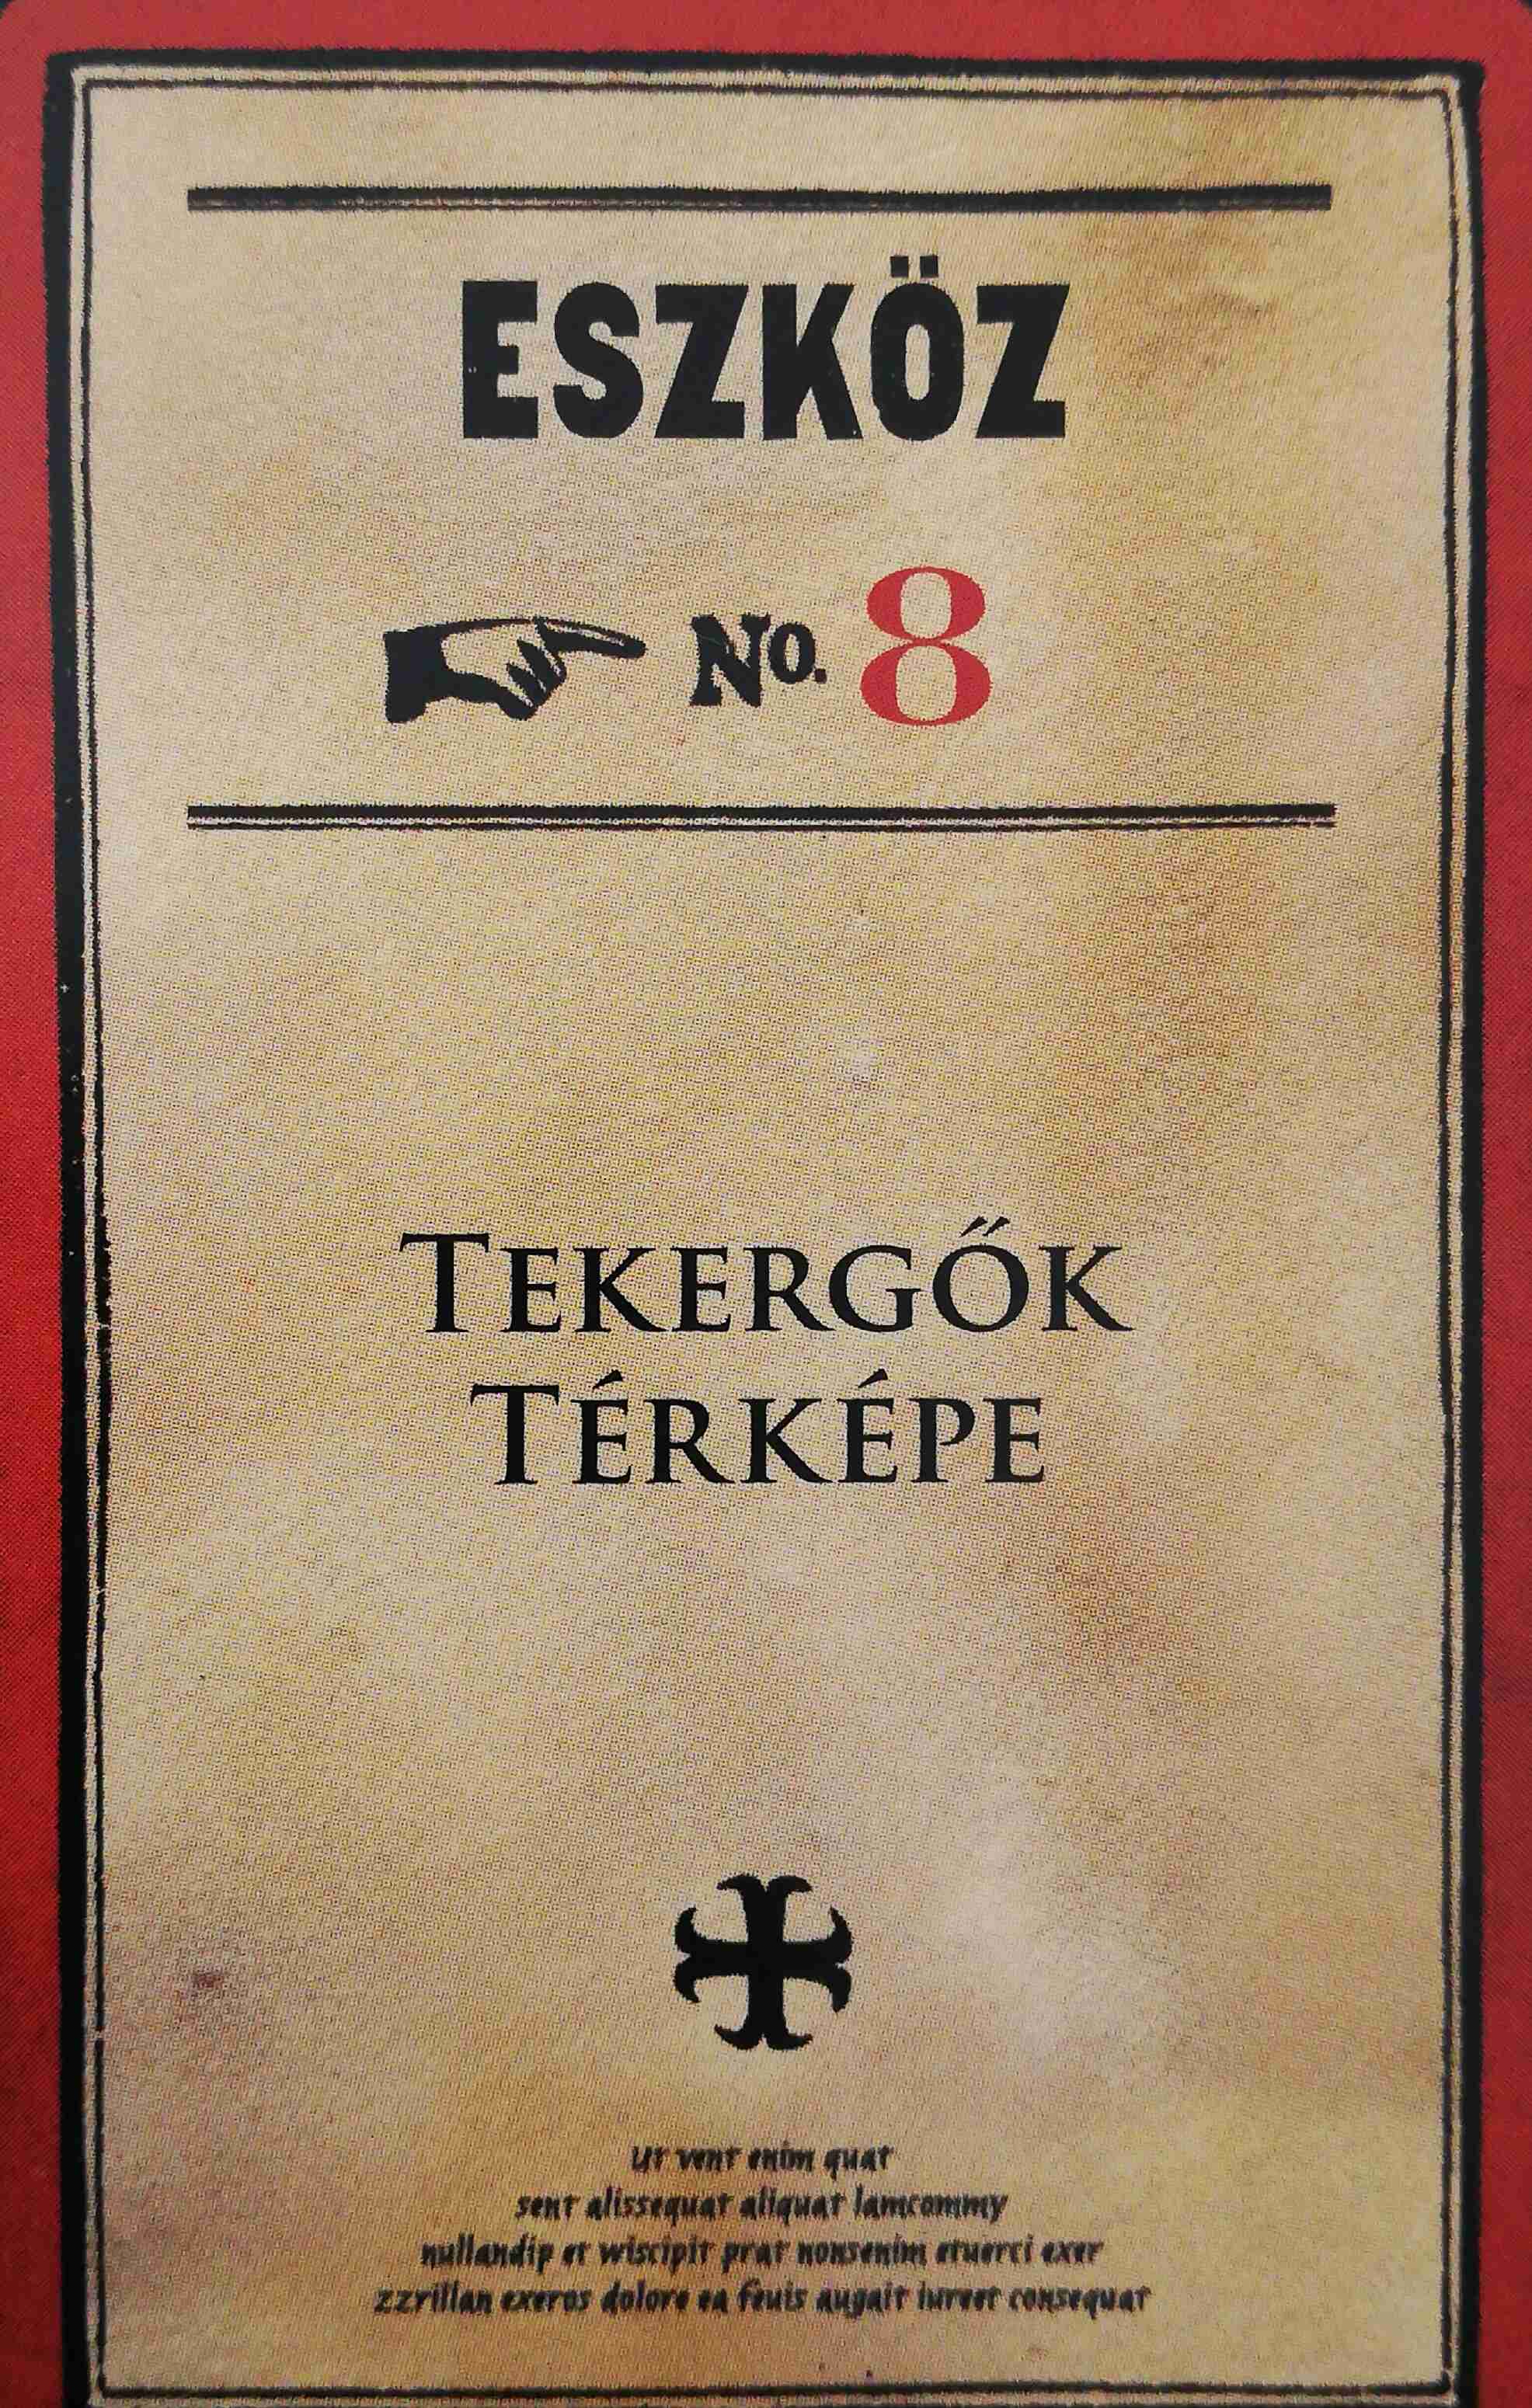 ESZKÖZ
No. 8
TEKERGŐK
TÉRKÉPE
Ut vent enim quat
sent alissequat aliquat lamcommy
nullandip et wiscipit prat nonsenim etuerci exer
zzrillan exeros dolore ea feuis augait iureet consequat